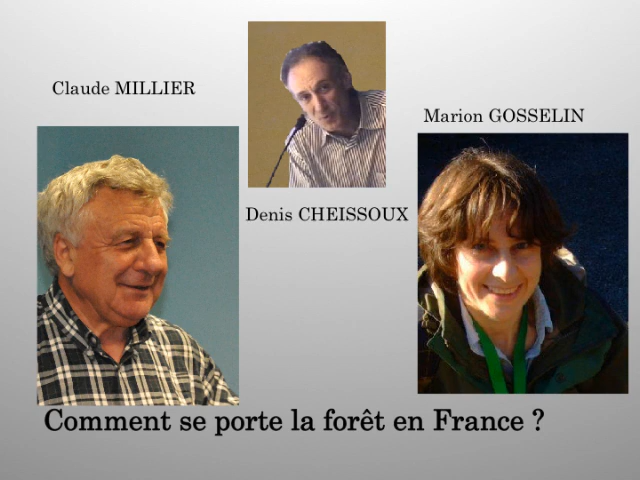 Claude MILLIER
Marion GOSSELIN
Denis CHEISSOUX
Comment se porte la forêt en France ?